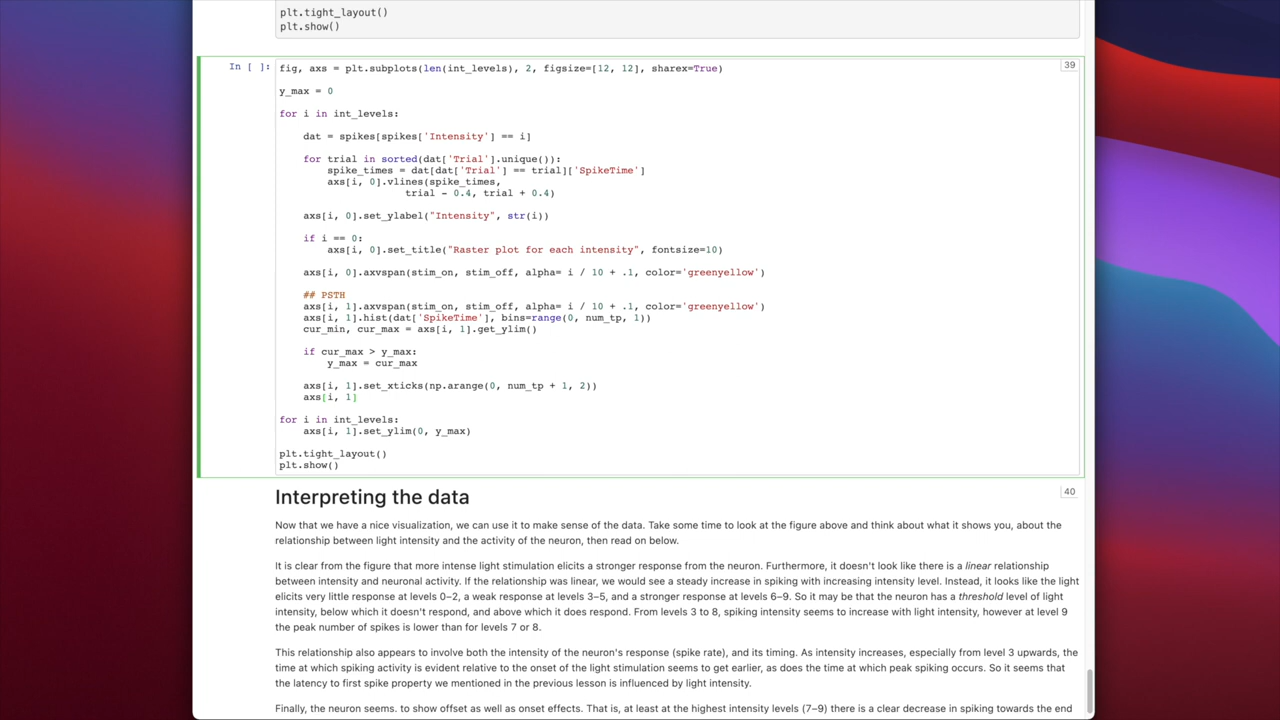 plt.tight_layout()
plt.show()
In [ ]:
39
fig, axs = plt.subplots(len(int_levels), 2, figsize=[12, 12], sharex=True)
y_max = 0
for i in int_levels:
    dat = spikes[spikes['Intensity'] == i]
    for trial in sorted(dat['Trial'].unique()):
        spike_times = dat[dat['Trial'] == trial]['SpikeTime']
        axs[i, 0].vlines(spike_times,
                     trial - 0.4, trial + 0.4)
    axs[i, 0].set_ylabel("Intensity", str(i))
    if i == 0:
        axs[i, 0].set_title("Raster plot for each intensity", fontsize=10)
    axs[i, 0].axvspan(stim_on, stim_off, alpha= i / 10 + .1, color='greenyellow')
    ## PSTH
    axs[i, 1].axvspan(stim_on, stim_off, alpha= i / 10 + .1, color='greenyellow')
    axs[i, 1].hist(dat['SpikeTime'], bins=range(0, num_tp, 1))
    cur_min, cur_max = axs[i, 1].get_ylim()
    if cur_max > y_max:
        y_max = cur_max
    axs[i, 1].set_xticks(np.arange(0, num_tp + 1, 2))
    axs[i, 1]
for i in int_levels:
    axs[i, 1].set_ylim(0, y_max)
plt.tight_layout()
plt.show()
Interpreting the data
40
Now that we have a nice visualization, we can use it to make sense of the data. Take some time to look at the figure above and think about what it shows you, about the
relationship between light intensity and the activity of the neuron, then read on below.
It is clear from the figure that more intense light stimulation elicits a stronger response from the neuron. Furthermore, it doesn't look like there is a linear relationship
between intensity and neuronal activity. If the relationship was linear, we would see a steady increase in spiking with increasing intensity level. Instead, it looks like the light
elicits very little response at levels 0–2, a weak response at levels 3–5, and a stronger response at levels 6–9. So it may be that the neuron has a threshold level of light
intensity, below which it doesn't respond, and above which it does respond. From levels 3 to 8, spiking intensity seems to increase with light intensity, however at level 9
the peak number of spikes is lower than for levels 7 or 8.
This relationship also appears to involve both the intensity of the neuron's response (spike rate), and its timing. As intensity increases, especially from level 3 upwards, the
time at which spiking activity is evident relative to the onset of the light stimulation seems to get earlier, as does the time at which peak spiking occurs. So it seems that
the latency to first spike property we mentioned in the previous lesson is influenced by light intensity.
Finally, the neuron seems. to show offset as well as onset effects. That is, at least at the highest intensity levels (7–9) there is a clear decrease in spiking towards the end